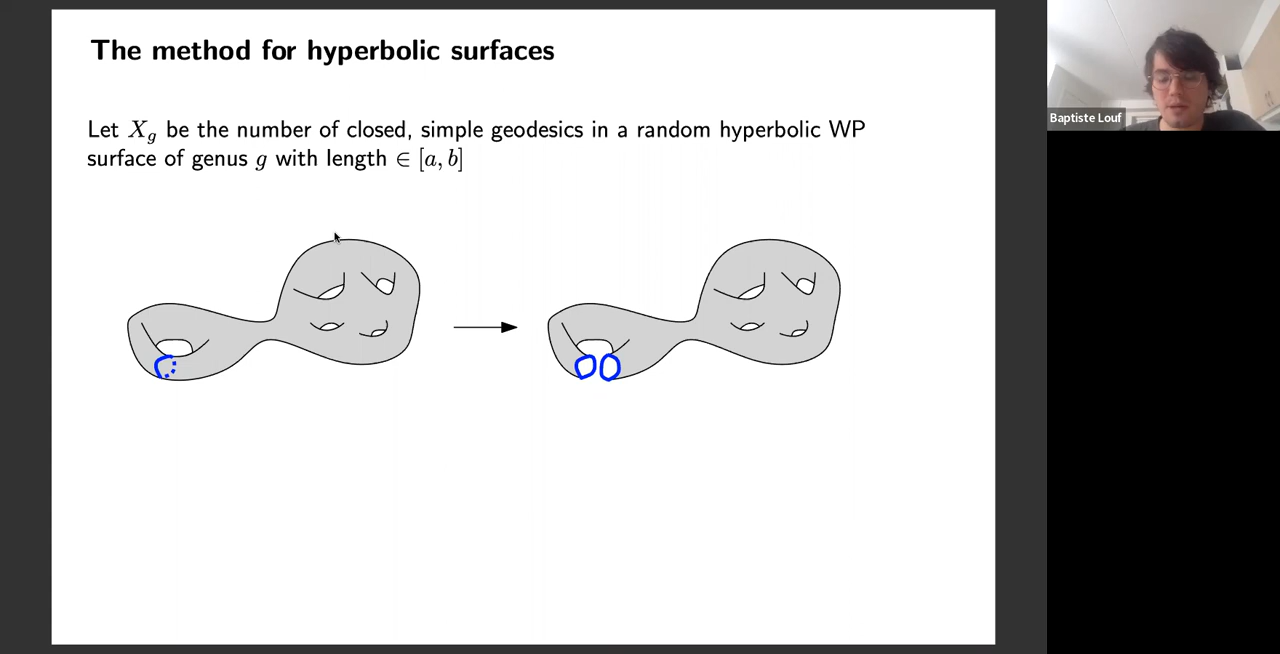 The method for hyperbolic surfaces
Let X_g be the number of closed, simple geodesics in a random hyperbolic WP
surface of genus g with length ∈ [a, b]
Baptiste Louf